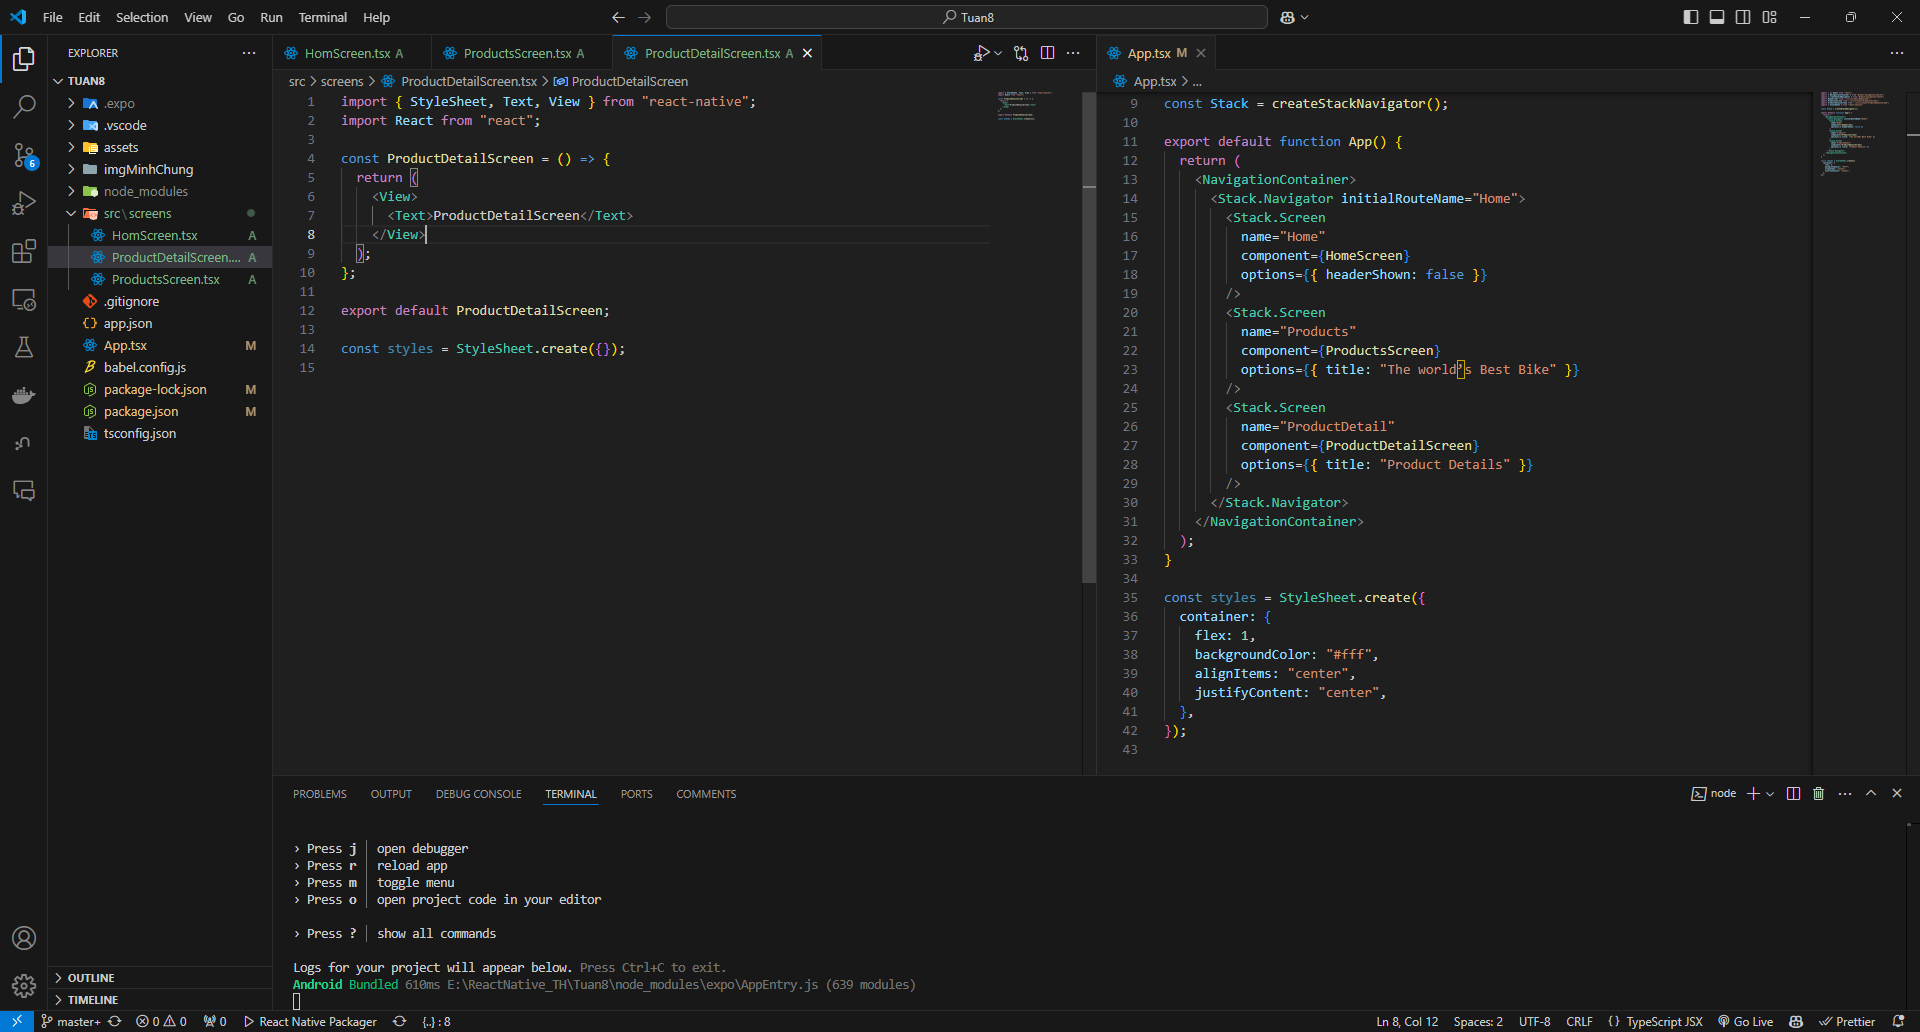 File Edit Selection View Go Run Terminal Help
Tuan8
EXPLORER
TUAN8
.expo
.vscode
assets
imgMinhChung
node_modules
src\screens
HomScreen.tsx A
ProductDetailScreen.... A
ProductsScreen.tsx A
.gitignore
app.json
App.tsx M
babel.config.js
package-lock.json M
package.json M
tsconfig.json
OUTLINE
TIMELINE
6
HomScreen.tsx A
ProductsScreen.tsx A
ProductDetailScreen.tsx A
src > screens > ProductDetailScreen.tsx > ProductDetailScreen
1 import { StyleSheet, Text, View } from "react-native";
2 import React from "react";
3
4 const ProductDetailScreen = () => {
5 return (
6 <View>
7 <Text>ProductDetailScreen</Text>
8 </View>
9 );
10 };
11
12 export default ProductDetailScreen;
13
14 const styles = StyleSheet.create({});
15
App.tsx M
App.tsx > ...
9 const Stack = createStackNavigator();
10
11 export default function App() {
12 return (
13 <NavigationContainer>
14 <Stack.Navigator initialRouteName="Home">
15 <Stack.Screen
16 name="Home"
17 component={HomeScreen}
18 options={{ headerShown: false }}
19 />
20 <Stack.Screen
21 name="Products"
22 component={ProductsScreen}
23 options={{ title: "The world’s Best Bike" }}
24 />
25 <Stack.Screen
26 name="ProductDetail"
27 component={ProductDetailScreen}
28 options={{ title: "Product Details" }}
29 />
30 </Stack.Navigator>
31 </NavigationContainer>
32 );
33 }
34
35 const styles = StyleSheet.create({
36 container: {
37 flex: 1,
38 backgroundColor: "#fff",
39 alignItems: "center",
40 justifyContent: "center",
41 },
42 });
43
PROBLEMS OUTPUT DEBUG CONSOLE TERMINAL PORTS COMMENTS
node
› Press j │ open debugger
› Press r │ reload app
› Press m │ toggle menu
› Press o │ open project code in your editor
› Press ? │ show all commands
Logs for your project will appear below. Press Ctrl+C to exit.
Android Bundled 610ms E:\ReactNative_TH\Tuan8\node_modules\expo\AppEntry.js (639 modules)
master+ 0 0 0 React Native Packager {..} : 8
Ln 8, Col 12 Spaces: 2 UTF-8 CRLF {} TypeScript JSX Go Live Prettier